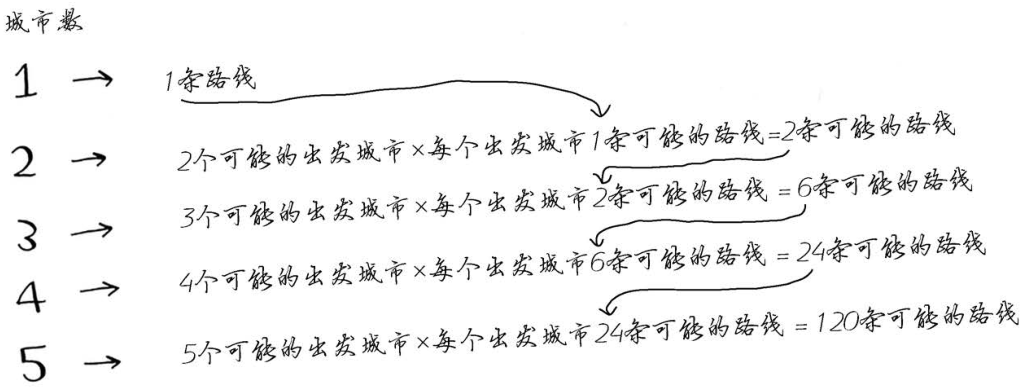 城市数
1 → 1条路线
2 → 2个可能的出发城市×每个出发城市1条可能的路线=2条可能的路线
3 → 3个可能的出发城市×每个出发城市2条可能的路线=6条可能的路线
4 → 4个可能的出发城市×每个出发城市6条可能的路线=24条可能的路线
5 → 5个可能的出发城市×每个出发城市24条可能的路线=120条可能的路线